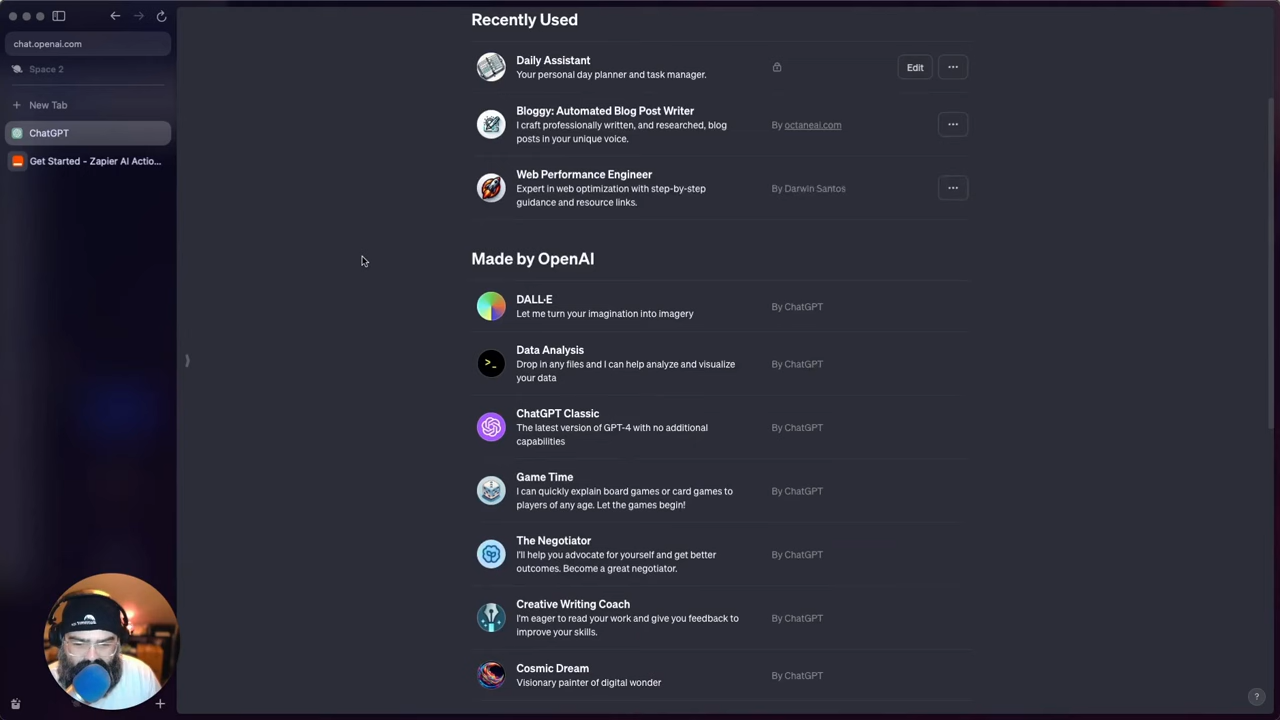 chat.openai.com
Space 2
New Tab
ChatGPT
Get Started - Zapier AI Actio...
Recently Used
Daily Assistant
Your personal day planner and task manager.
Edit
Bloggy: Automated Blog Post Writer
I craft professionally written, and researched, blog
posts in your unique voice.
By octaneai.com
Web Performance Engineer
Expert in web optimization with step-by-step
guidance and resource links.
By Darwin Santos
Made by OpenAI
DALL·E
Let me turn your imagination into imagery
By ChatGPT
Data Analysis
Drop in any files and I can help analyze and visualize
your data
By ChatGPT
ChatGPT Classic
The latest version of GPT-4 with no additional
capabilities
By ChatGPT
Game Time
I can quickly explain board games or card games to
players of any age. Let the games begin!
By ChatGPT
The Negotiator
I'll help you advocate for yourself and get better
outcomes. Become a great negotiator.
By ChatGPT
Creative Writing Coach
I'm eager to read your work and give you feedback to
improve your skills.
By ChatGPT
Cosmic Dream
Visionary painter of digital wonder
By ChatGPT
?